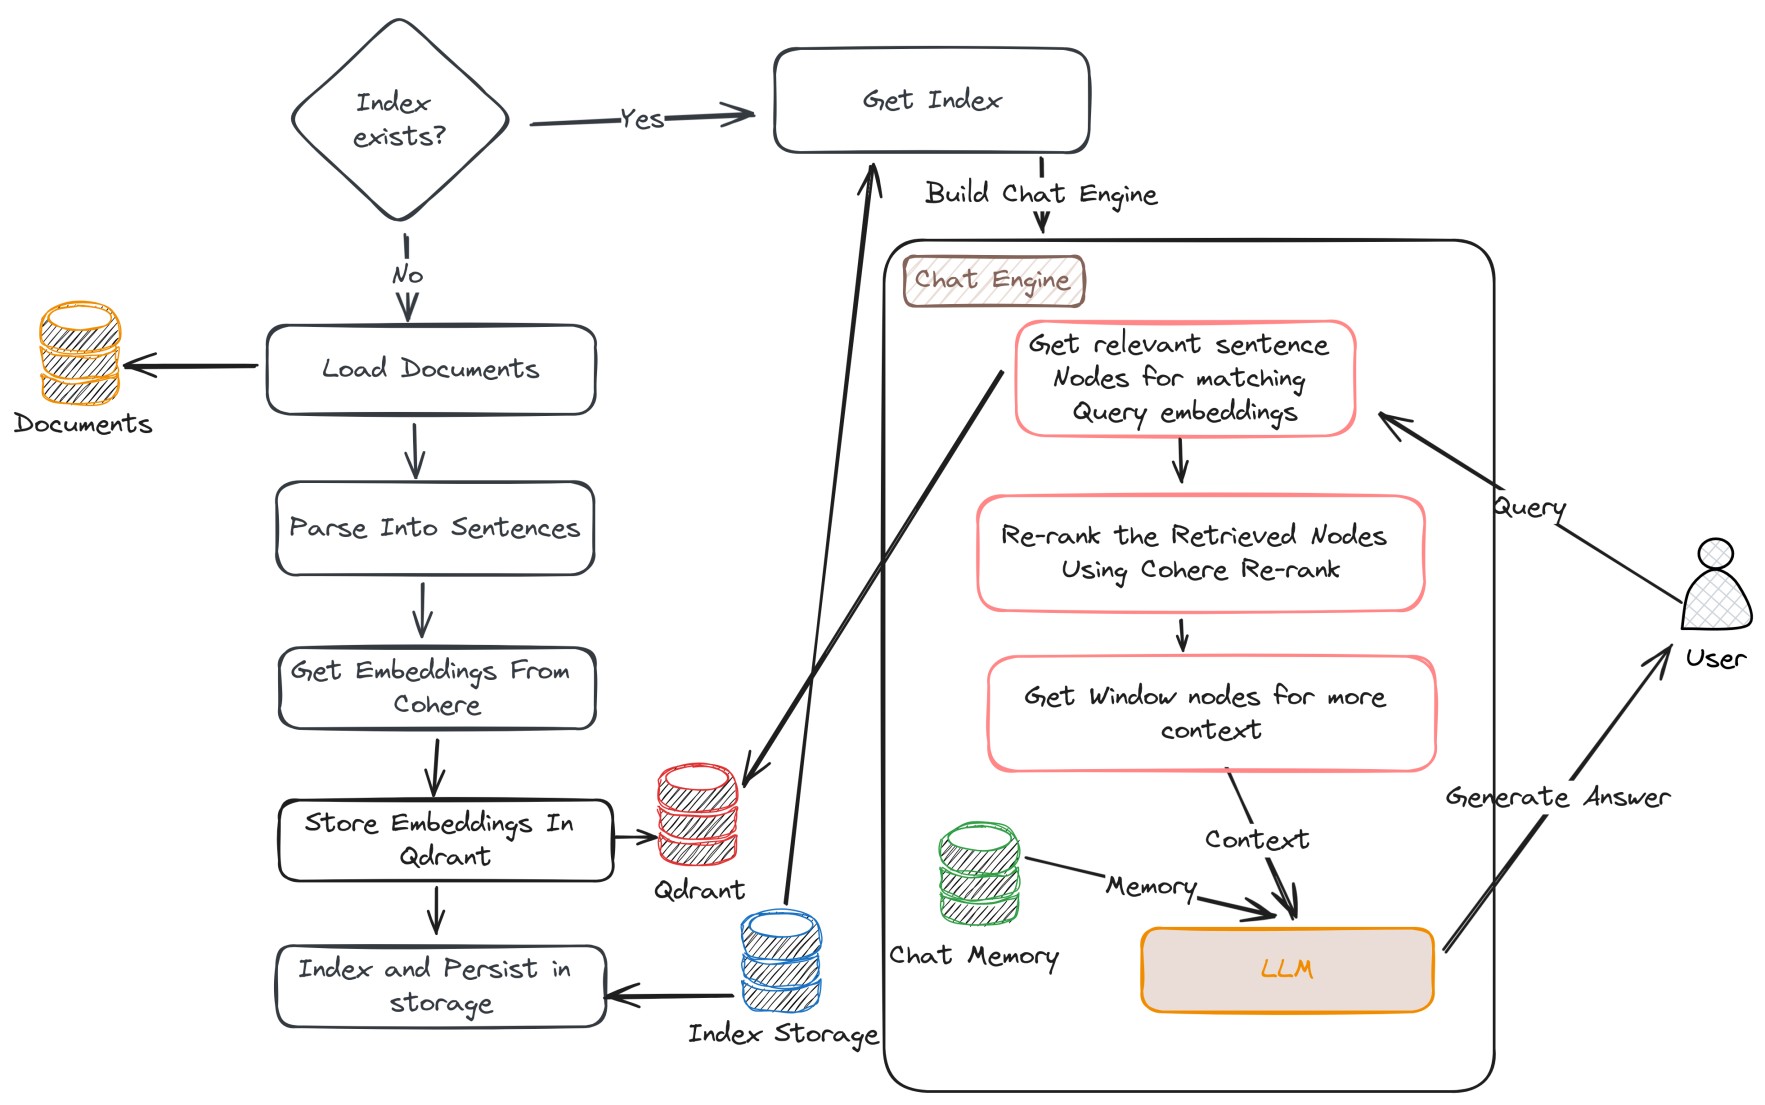 Index
exists?
Yes
Get Index
Build Chat Engine
No
Chat Engine
Documents
Load Documents
Get relevant sentence
Nodes for matching
Query embeddings
Parse Into Sentences
Query
Re-rank the Retrieved Nodes
Using Cohere Re-rank
User
Get Embeddings From
Cohere
Get Window nodes for more
context
Generate Answer
Store Embeddings In
Qdrant
Qdrant
Context
Memory
Chat Memory
Index and Persist in
storage
Index Storage
LLM